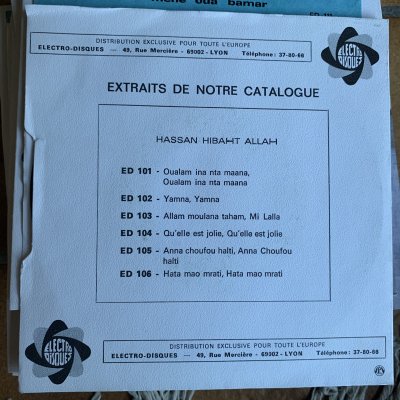 oda bamar
DISTRIBUTION EXCLUSIVE POUR TOUTE L'EUROPE
ELECTRO-DISQUES — 49, Rue Mercière - 69002 - LYON Téléphone : 37-80-68
ELECTRO DISQUES
EXTRAITS DE NOTRE CATALOGUE
HASSAN HIBAHT ALLAH
ED 101 - Oualam ina nta maana,
Oualam ina nta maana
ED 102 - Yamna, Yamna
ED 103 - Allam moulana taham, Mi Lalla
ED 104 - Qu'elle est jolie, Qu'elle est jolie
ED 105 - Anna choufou halti, Anna Choufou
halti
ED 106 - Hata mao mrati, Hata mao mrati
ELECTRO DISQUES
DISTRIBUTION EXCLUSIVE POUR TOUTE L'EUROPE
ELECTRO-DISQUES — 49, Rue Mercière - 69002 - LYON Téléphone : 37-80-68